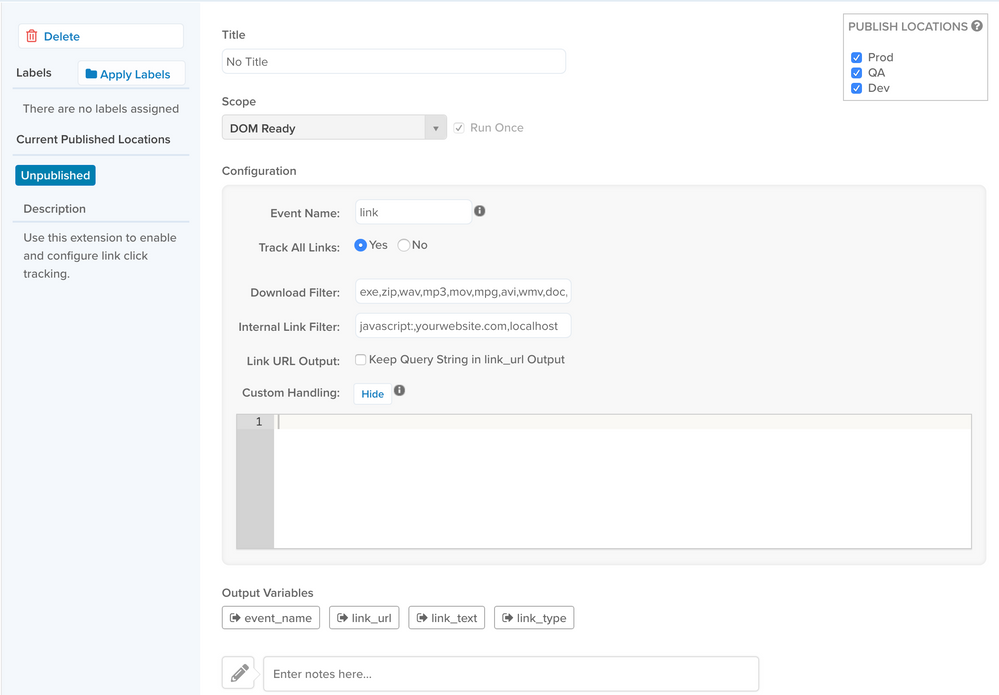 Delete
Labels
Apply Labels
There are no labels assigned
Current Published Locations
Unpublished
Description
Use this extension to enable
and configure link click
tracking.
Title
No Title
Scope
DOM Ready
Run Once
PUBLISH LOCATIONS
Prod
QA
Dev
Configuration
Event Name: link
Track All Links: Yes No
Download Filter: exe,zip,wav,mp3,mov,mpg,avi,wmv,doc,
Internal Link Filter: javascript:,yourwebsite.com,localhost
Link URL Output: Keep Query String in link_url Output
Custom Handling: Hide
1
Output Variables
event_name link_url link_text link_type
Enter notes here...